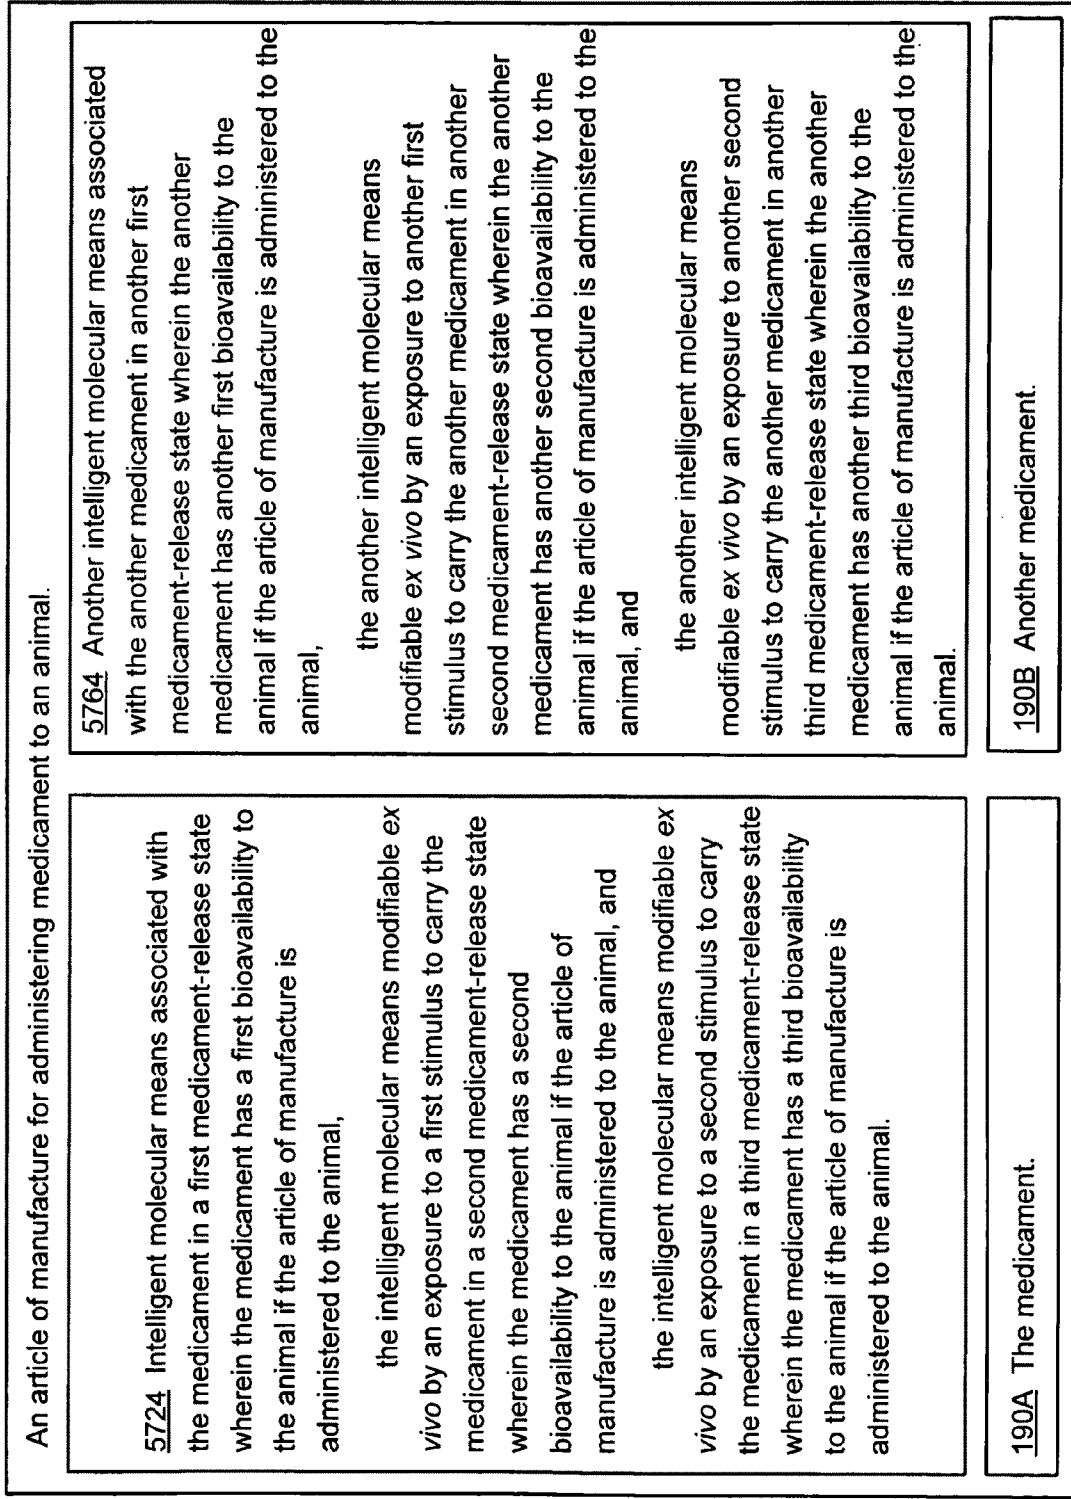 An article of manufacture for administering medicament to an animal.
5724 Intelligent molecular means associated with
the medicament in a first medicament-release state
wherein the medicament has a first bioavailability to
the animal if the article of manufacture is
administered to the animal,
the intelligent molecular means modifiable ex
vivo by an exposure to a first stimulus to carry the
medicament in a second medicament-release state
wherein the medicament has a second
bioavailability to the animal if the article of
manufacture is administered to the animal, and
the intelligent molecular means modifiable ex
vivo by an exposure to a second stimulus to carry
the medicament in a third medicament-release state
wherein the medicament has a third bioavailability
to the animal if the article of manufacture is
administered to the animal.
190A The medicament.
5764 Another intelligent molecular means associated
with the another medicament in another first
medicament-release state wherein the another
medicament has another first bioavailability to the
animal if the article of manufacture is administered to the
animal,
the another intelligent molecular means
modifiable ex vivo by an exposure to another first
stimulus to carry the another medicament in another
second medicament-release state wherein the another
medicament has another second bioavailability to the
animal if the article of manufacture is administered to the
animal, and
the another intelligent molecular means
modifiable ex vivo by an exposure to another second
stimulus to carry the another medicament in another
third medicament-release state wherein the another
medicament has another third bioavailability to the
animal if the article of manufacture is administered to the
animal.
190B Another medicament.